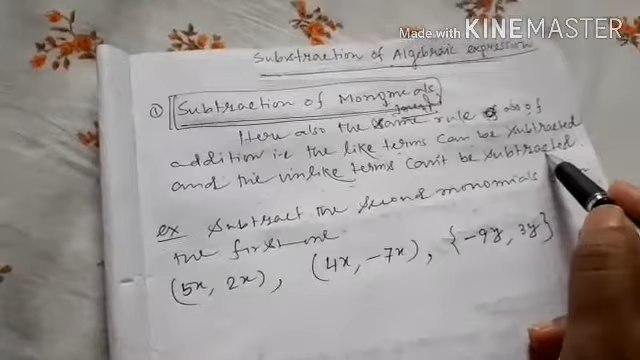 Made with KINEMASTER
Substraction of Algebraic expression
① Subtraction of Monomials
Here also the same rule as of
addition ie the like terms can be subtracted
and the unlike terms can't be subtracted.
ex Subtract the second monomials
the first one
(5x, 2x), (4x, -7x), {-9y, 3y}